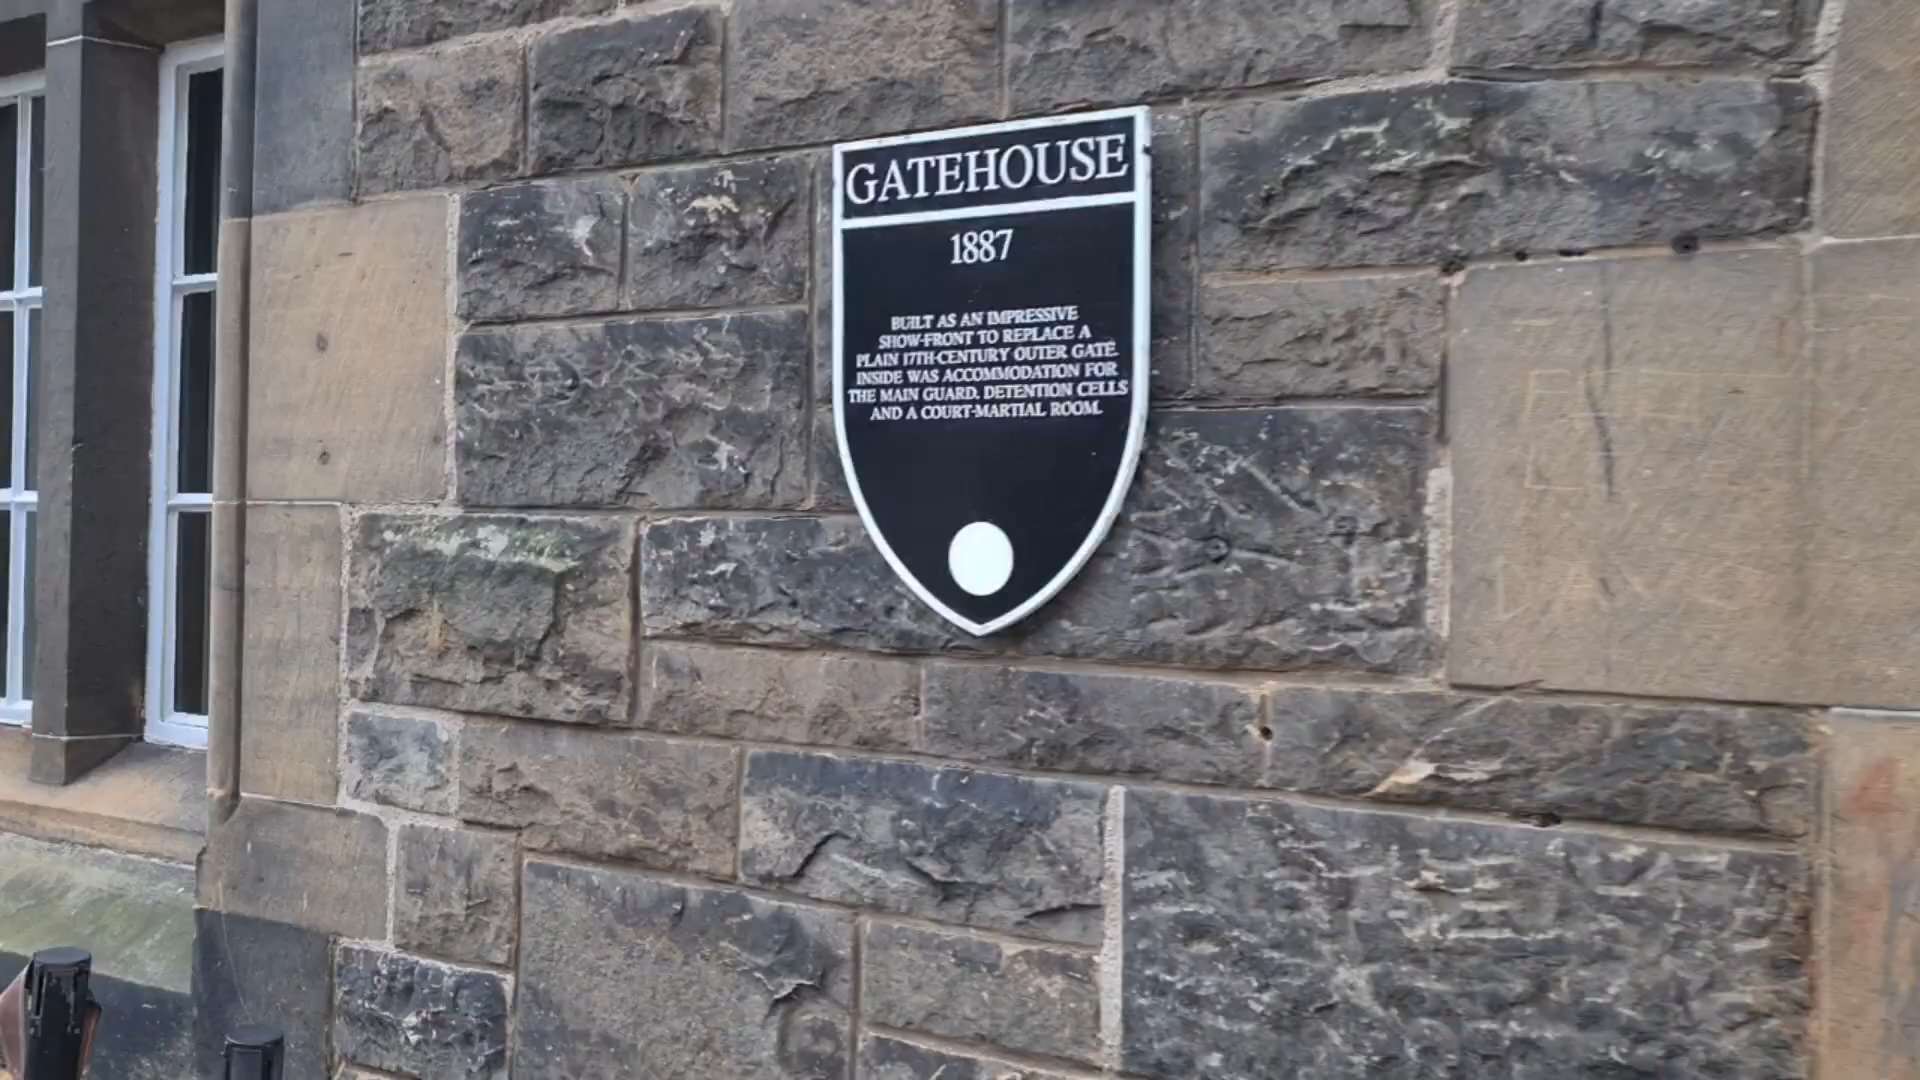 GATEHOUSE
1887
BUILT AS AN IMPRESSIVE
SHOW-FRONT TO REPLACE A
PLAIN 17TH-CENTURY OUTER GATE.
INSIDE WAS ACCOMMODATION FOR
THE MAIN GUARD, DETENTION CELLS
AND A COURT-MARTIAL ROOM.